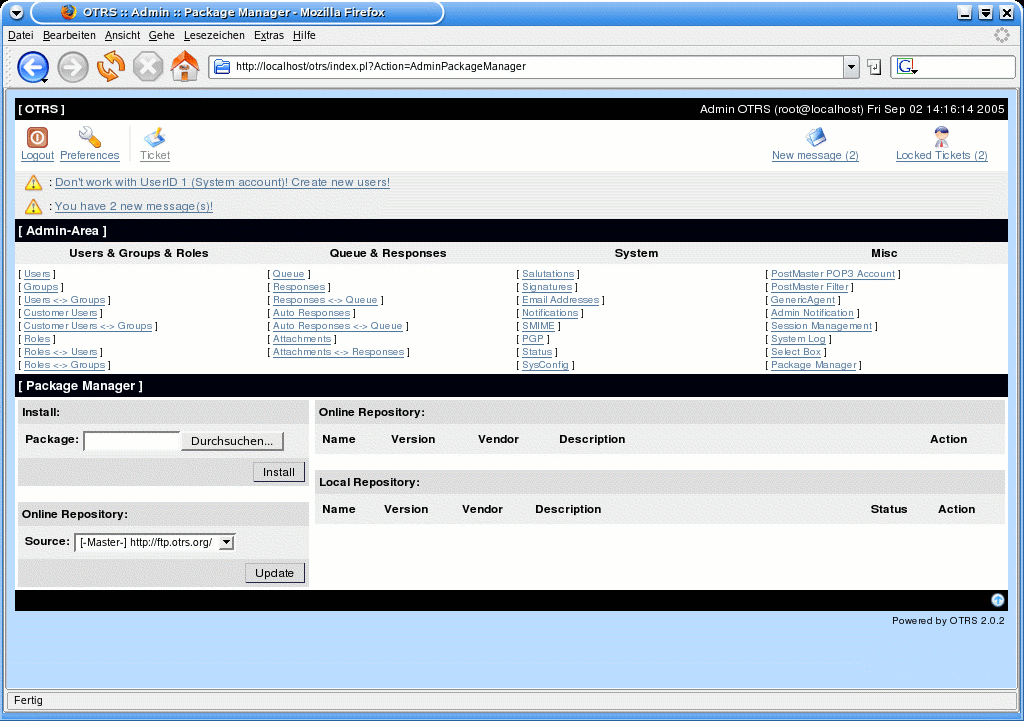 OTRS :: Admin :: Package Manager - Mozilla Firefox
Datei Bearbeiten Ansicht Gehe Lesezeichen Extras Hilfe
http://localhost/otrs/index.pl?Action=AdminPackageManager
G
[ OTRS ] Admin OTRS (root@localhost) Fri Sep 02 14:16:14 2005
Logout Preferences Ticket New message (2) Locked Tickets (2)
: Don't work with UserID 1 (System account)! Create new users!
: You have 2 new message(s)!
[ Admin-Area ]
Users & Groups & Roles Queue & Responses System Misc
[ Users ] [ Queue ] [ Salutations ] [ PostMaster POP3 Account ]
[ Groups ] [ Responses ] [ Signatures ] [ PostMaster Filter ]
[ Users <-> Groups ] [ Responses <-> Queue ] [ Email Addresses ] [ GenericAgent ]
[ Customer Users ] [ Auto Responses ] [ Notifications ] [ Admin Notification ]
[ Customer Users <-> Groups ] [ Auto Responses <-> Queue ] [ SMIME ] [ Session Management ]
[ Roles ] [ Attachments ] [ PGP ] [ System Log ]
[ Roles <-> Users ] [ Attachments <-> Responses ] [ Status ] [ Select Box ]
[ Roles <-> Groups ] [ SysConfig ] [ Package Manager ]
[ Package Manager ]
Install:
Package: Durchsuchen...
Install
Online Repository:
Source: [-Master-] http://ftp.otrs.org/
Update
Online Repository:
Name Version Vendor Description Action
Local Repository:
Name Version Vendor Description Status Action
Powered by OTRS 2.0.2
Fertig